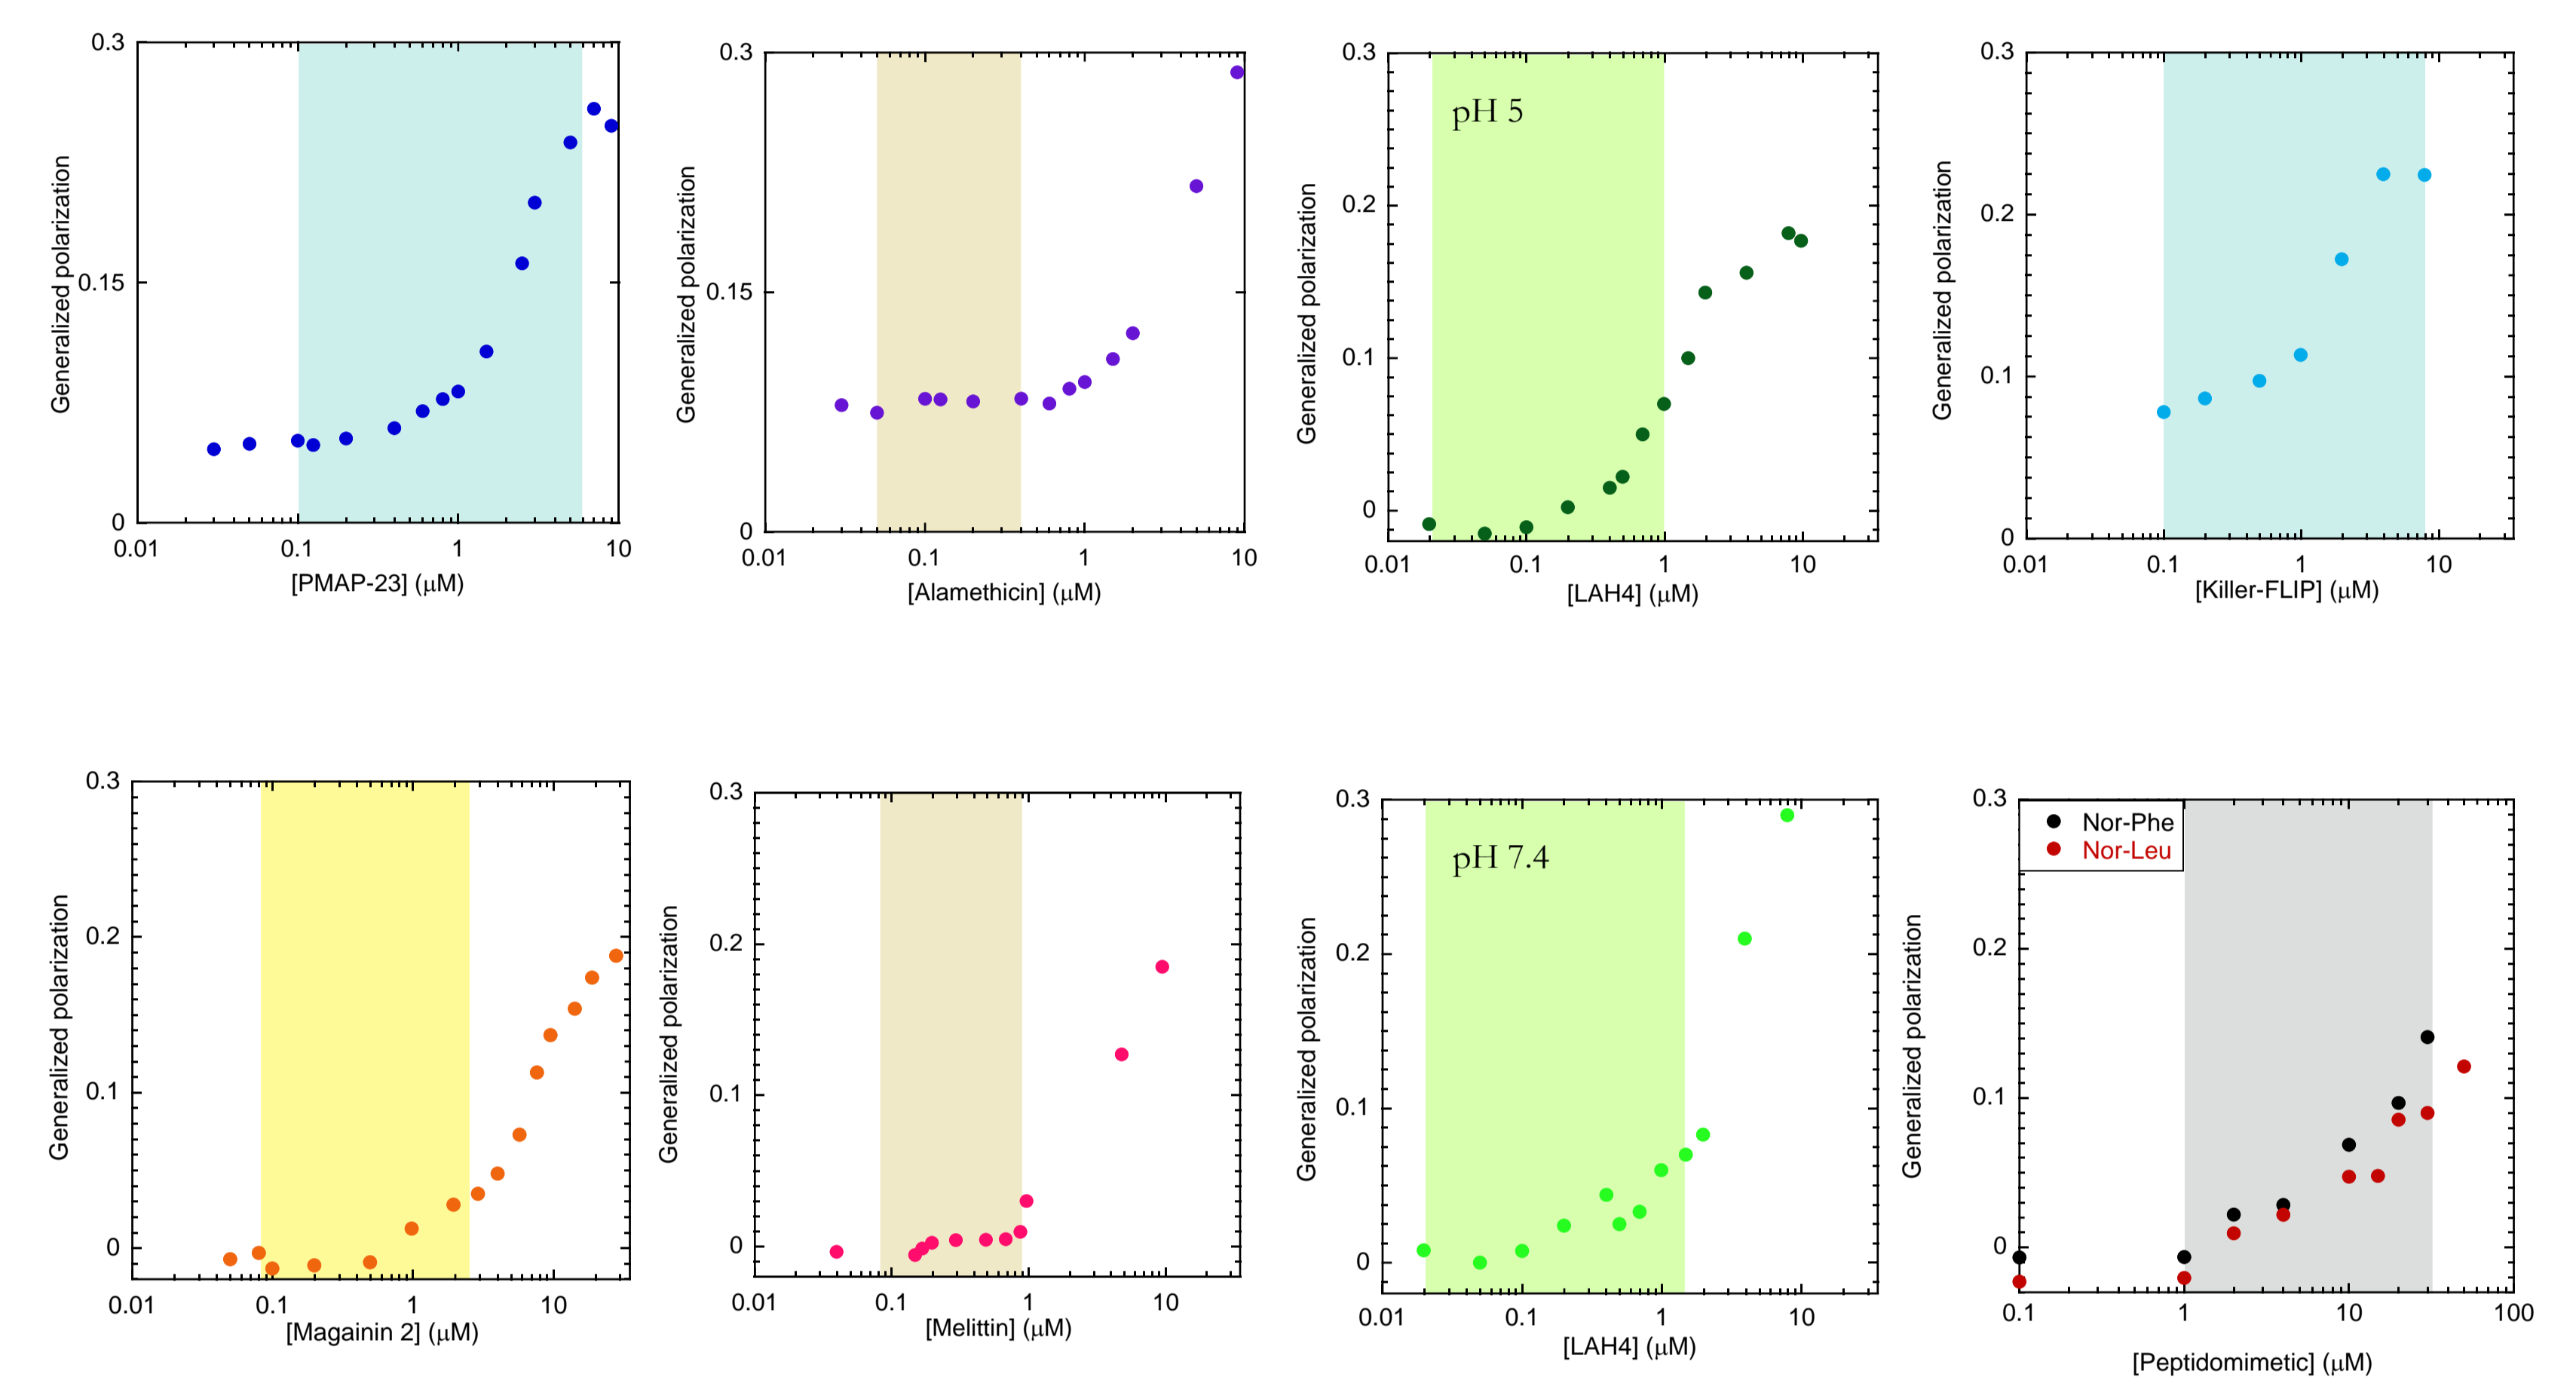 0.3
0.15
0
Generalized polarization
0.01 0.1 1 10
[PMAP-23] (μM)
0.3
0.15
0
Generalized polarization
0.01 0.1 1 10
[Alamethicin] (μM)
0.3
0.2
0.1
0
Generalized polarization
pH 5
0.01 0.1 1 10
[LAH4] (μM)
0.3
0.2
0.1
0
Generalized polarization
0.01 0.1 1 10
[Killer-FLIP] (μM)
0.3
0.2
0.1
0
Generalized polarization
0.01 0.1 1 10
[Magainin 2] (μM)
0.3
0.2
0.1
0
Generalized polarization
0.01 0.1 1 10
[Melittin] (μM)
0.3
0.2
0.1
0
Generalized polarization
pH 7.4
0.01 0.1 1 10
[LAH4] (μM)
0.3
0.2
0.1
0
Generalized polarization
Nor-Phe
Nor-Leu
0.1 1 10 100
[Peptidomimetic] (μM)